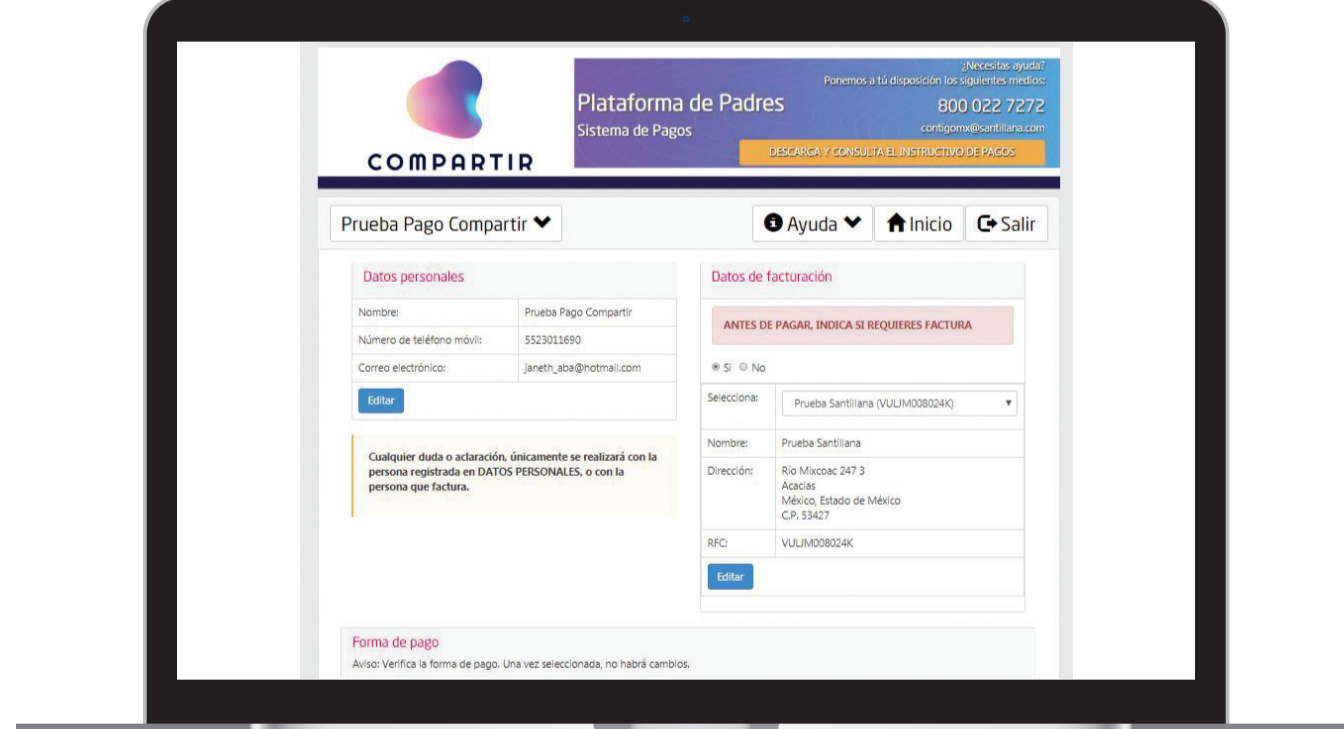 COMPARTIR
Plataforma de Padres
Sistema de Pagos
¿Necesitas ayuda?
Ponemos a tú disposición los siguientes medios:
800 022 7272
contigomx@santillana.com
DESCARGA Y CONSULTA EL INSTRUCTIVO DE PAGOS
Prueba Pago Compartir
Ayuda
Inicio
Salir
Datos personales
Nombre: Prueba Pago Compartir
Número de teléfono móvil: 5523011690
Correo electrónico: janeth_aba@hotmail.com
Editar
Cualquier duda o aclaración, únicamente se realizará con la
persona registrada en DATOS PERSONALES, o con la
persona que factura.
Datos de facturación
ANTES DE PAGAR, INDICA SI REQUIERES FACTURA
Sí No
Selecciona: Prueba Santillana (VULJM008024K)
Nombre: Prueba Santillana
Dirección: Río Mixcoac 247 3
Acacias
México, Estado de México
C.P. 53427
RFC: VULJM008024K
Editar
Forma de pago
Aviso: Verifica la forma de pago. Una vez seleccionada, no habrá cambios.